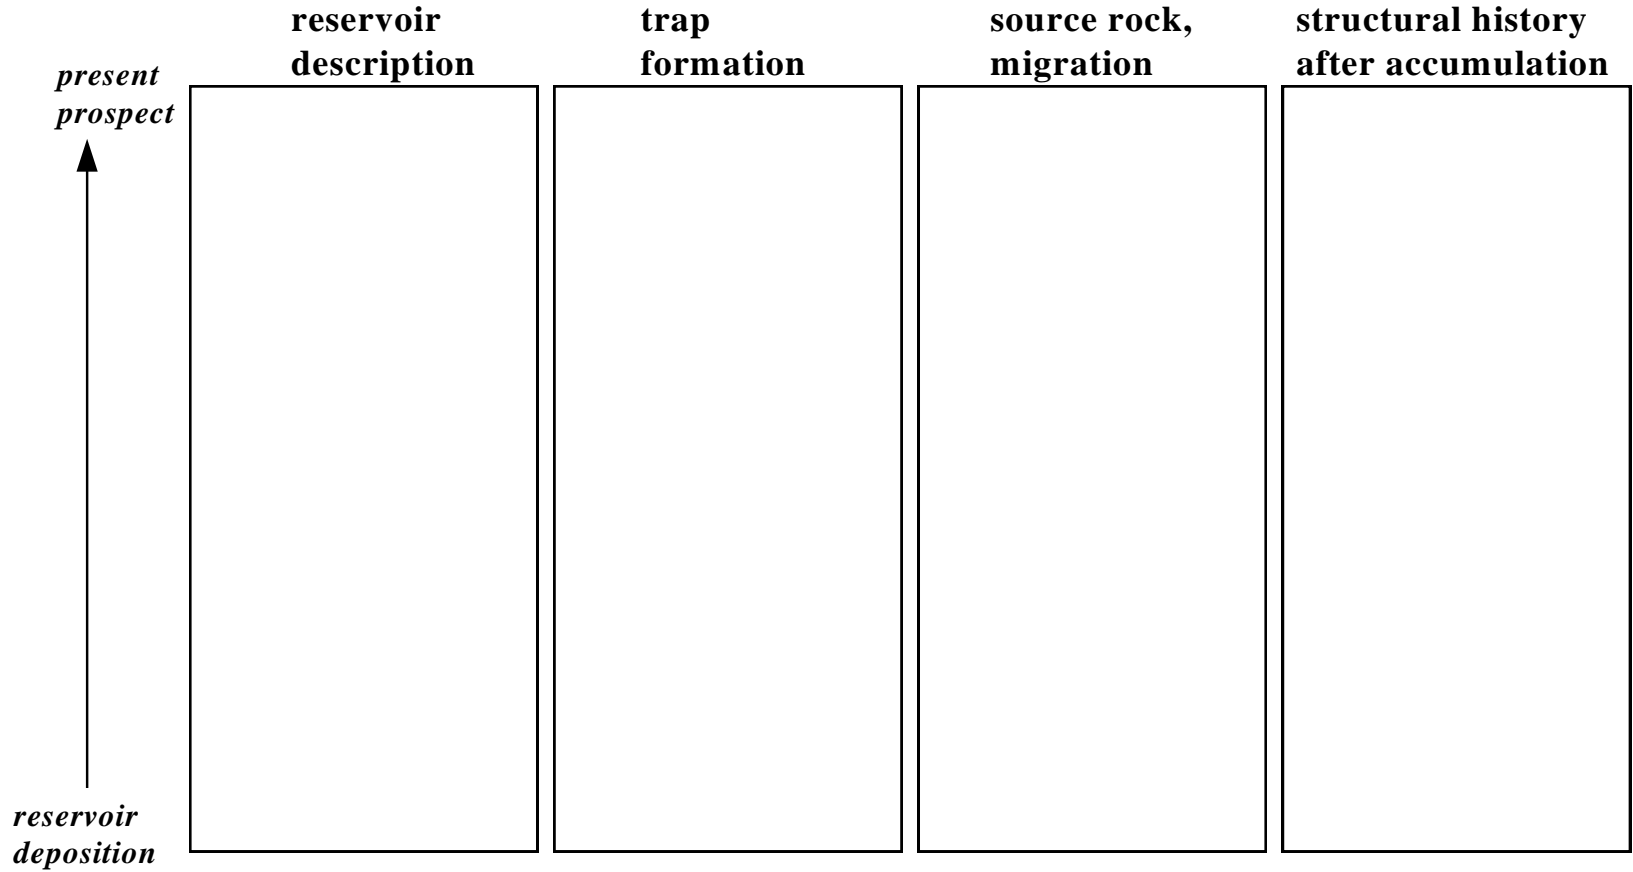 reservoir
description
trap
formation
source rock,
migration
structural history
after accumulation
present
prospect
reservoir
deposition